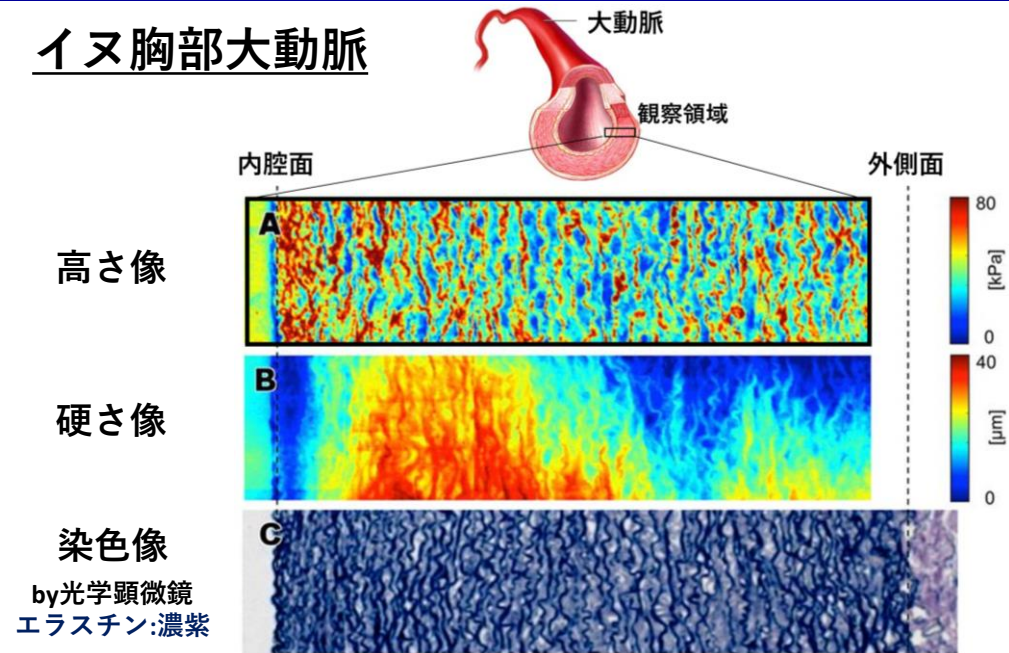 イヌ胸部大動脈
大動脈
観察領域
内腔面
外側面
高さ像
A
80
[kPa]
0
硬さ像
B
40
[μm]
0
染色像
by光学顕微鏡
エラスチン:濃紫
C